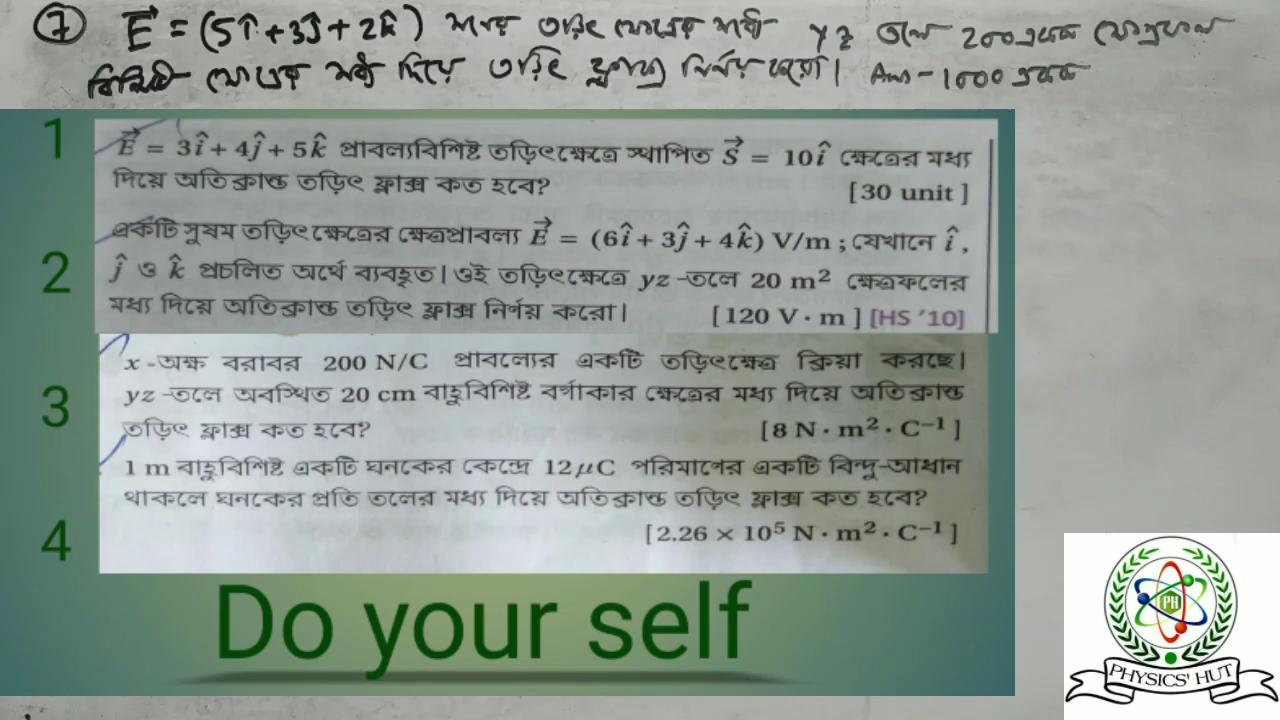 ⑦ E⃗ = (5î + 3ĵ + 2k̂) তড়িৎ ক্ষেত্রের মধ্যে yz তলে 200 একক ক্ষেত্রফল
বিশিষ্ট ক্ষেত্রের মধ্য দিয়ে তড়িৎ ফ্লাক্স নির্ণয় করো। Ans - 1000 একক
1
E⃗ = 3î + 4ĵ + 5k̂ প্রাবল্যবিশিষ্ট তড়িৎক্ষেত্রে স্থাপিত S⃗ = 10î ক্ষেত্রের মধ্য
দিয়ে অতিক্রান্ত তড়িৎ ফ্লাক্স কত হবে? [30 unit]
একটি সুষম তড়িৎক্ষেত্রের ক্ষেত্রপ্রাবল্য E⃗ = (6î + 3ĵ + 4k̂) V/m ; যেখানে î,
2
ĵ ও k̂ প্রচলিত অর্থে ব্যবহৃত। ওই তড়িৎক্ষেত্রে yz -তলে 20 m² ক্ষেত্রফলের
মধ্য দিয়ে অতিক্রান্ত তড়িৎ ফ্লাক্স নির্ণয় করো। [120 V · m] [HS '10]
x -অক্ষ বরাবর 200 N/C প্রাবল্যের একটি তড়িৎক্ষেত্র ক্রিয়া করছে।
3
yz -তলে অবস্থিত 20 cm বাহুবিশিষ্ট বর্গাকার ক্ষেত্রের মধ্য দিয়ে অতিক্রান্ত
তড়িৎ ফ্লাক্স কত হবে? [8 N · m² · C⁻¹]
1 m বাহুবিশিষ্ট একটি ঘনকের কেন্দ্রে 12 μC পরিমাণের একটি বিন্দু-আধান
থাকলে ঘনকের প্রতি তলের মধ্য দিয়ে অতিক্রান্ত তড়িৎ ফ্লাক্স কত হবে?
4
[2.26 × 10⁵ N · m² · C⁻¹]
Do your self
PH
PHYSICS' HUT